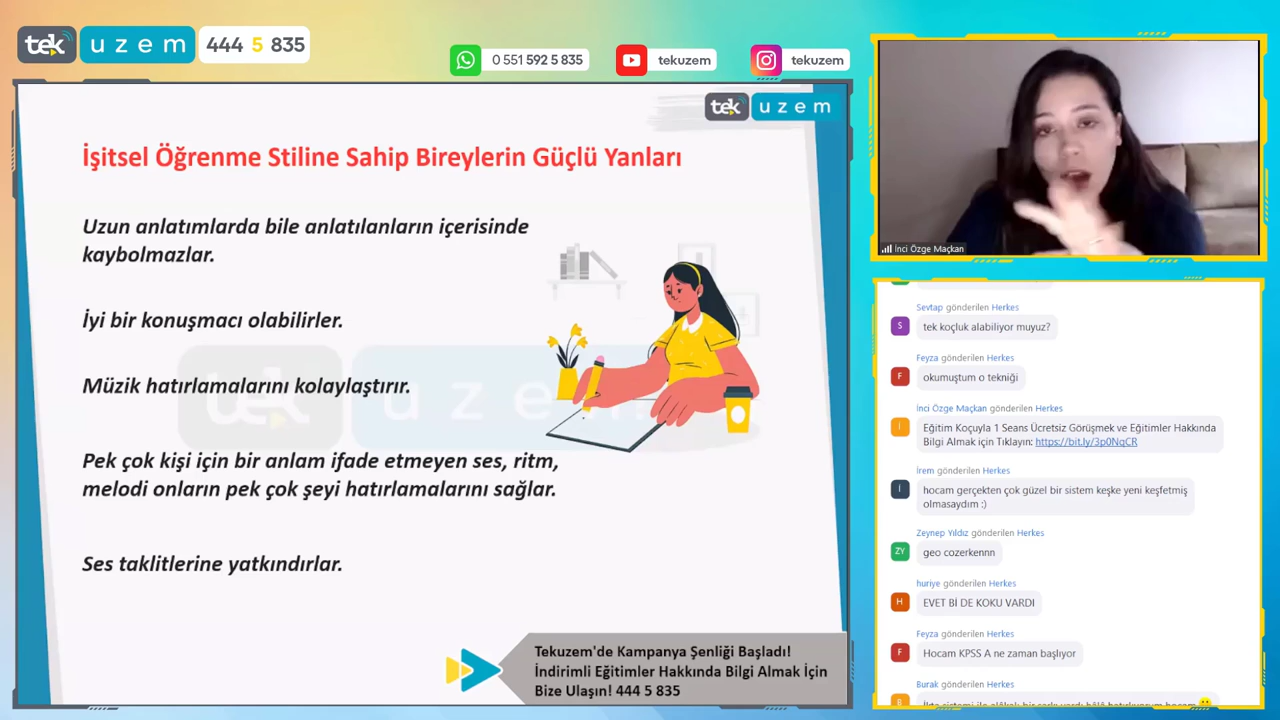 tek uzem 444 5 835
0 551 592 5 835
tekuzem
tekuzem
tek uzem
İşitsel Öğrenme Stiline Sahip Bireylerin Güçlü Yanları
Uzun anlatımlarda bile anlatılanların içerisinde
kaybolmazlar.
İyi bir konuşmacı olabilirler.
Müzik hatırlamalarını kolaylaştırır.
tek uzem
Pek çok kişi için bir anlam ifade etmeyen ses, ritm,
melodi onların pek çok şeyi hatırlamalarını sağlar.
Ses taklitlerine yatkındırlar.
Tekuzem'de Kampanya Şenliği Başladı!
İndirimli Eğitimler Hakkında Bilgi Almak İçin
Bize Ulaşın! 444 5 835
İnci Özge Maçkan
Sevtap gönderilen Herkes
S
tek koçluk alabiliyor muyuz?
Feyza gönderilen Herkes
F
okumuştum o tekniği
İnci Özge Maçkan gönderilen Herkes
İ
Eğitim Koçuyla 1 Seans Ücretsiz Görüşmek ve Eğitimler Hakkında
Bilgi Almak için Tıklayın: https://bit.ly/3p0NqCR
İrem gönderilen Herkes
İ
hocam gerçekten çok güzel bir sistem keşke yeni keşfetmiş
olmasaydım :)
Zeynep Yıldız gönderilen Herkes
ZY
geo cozerkennn
huriye gönderilen Herkes
H
EVET Bİ DE KOKU VARDI
Feyza gönderilen Herkes
F
Hocam KPSS A ne zaman başlıyor
Burak gönderilen Herkes